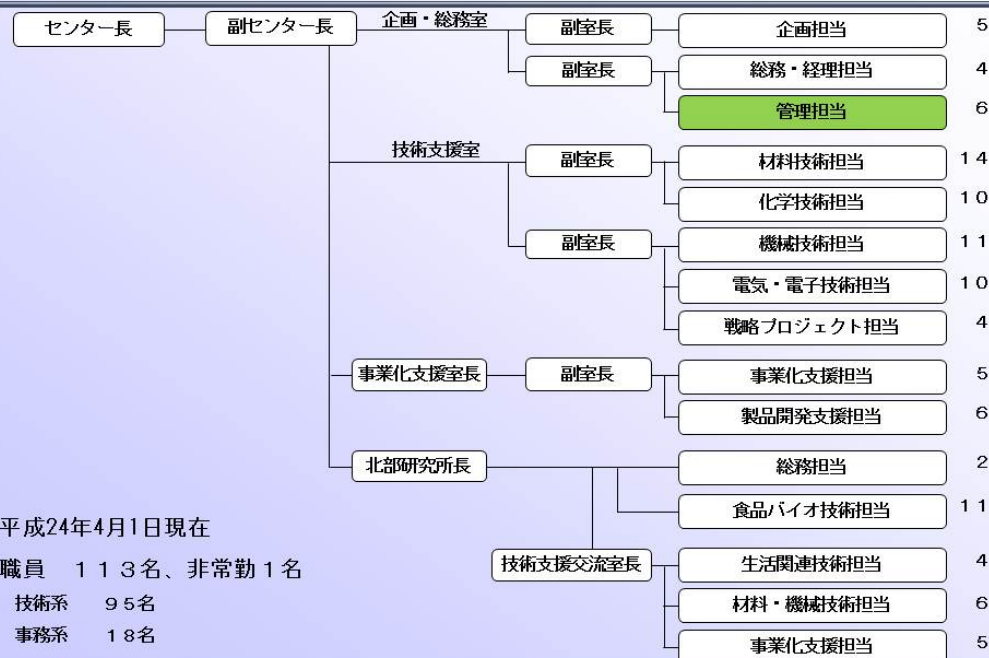 センター長
副センター長
企画・総務室
副室長
企画担当
5
副室長
総務・経理担当
4
管理担当
6
技術支援室
副室長
材料技術担当
14
化学技術担当
10
副室長
機械技術担当
11
電気・電子技術担当
10
戦略プロジェクト担当
4
事業化支援室長
副室長
事業化支援担当
5
製品開発支援担当
6
北部研究所長
総務担当
2
食品バイオ技術担当
11
技術支援交流室長
生活関連技術担当
4
材料・機械技術担当
6
事業化支援担当
5
平成24年4月1日現在
職員 113名、非常勤1名
技術系 95名
事務系 18名